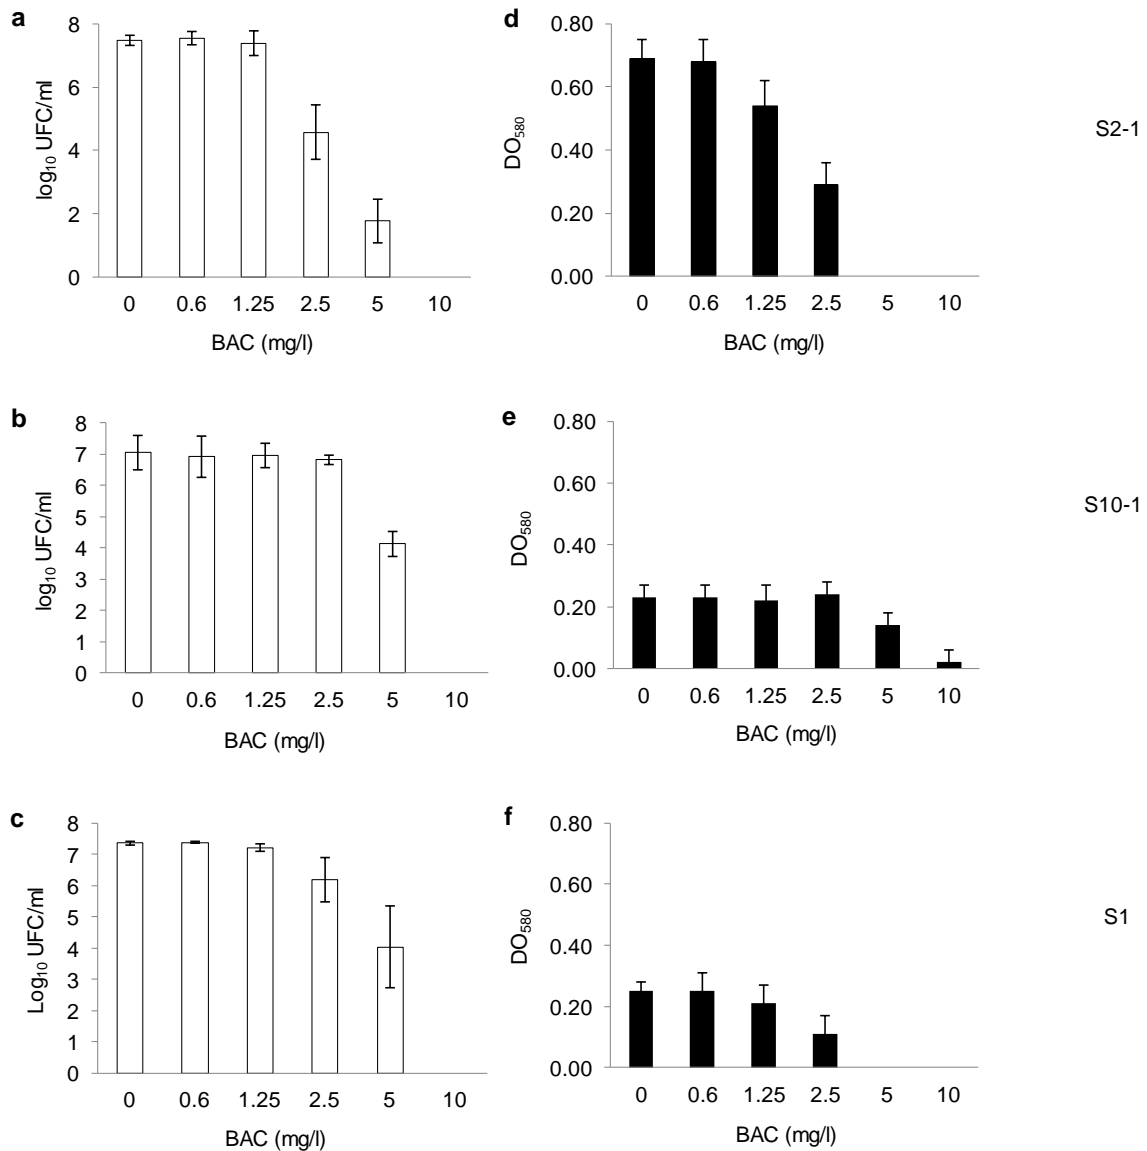 a
8
6
4
2
0
log₁₀ UFC/ml
0 0.6 1.25 2.5 5 10
BAC (mg/l)
d
0.80
0.60
0.40
0.20
0.00
DO₅₈₀
0 0.6 1.25 2.5 5 10
BAC (mg/l)
S2-1
b
8
7
6
5
4
3
2
1
0
log₁₀ UFC/ml
0 0.6 1.25 2.5 5 10
BAC (mg/l)
e
0.80
0.60
0.40
0.20
0.00
DO₅₈₀
0 0.6 1.25 2.5 5 10
BAC (mg/l)
S10-1
c
8
7
6
5
4
3
2
1
0
Log₁₀ UFC/ml
0 0.6 1.25 2.5 5 10
BAC (mg/l)
f
0.80
0.60
0.40
0.20
0.00
DO₅₈₀
0 0.6 1.25 2.5 5 10
BAC (mg/l)
S1